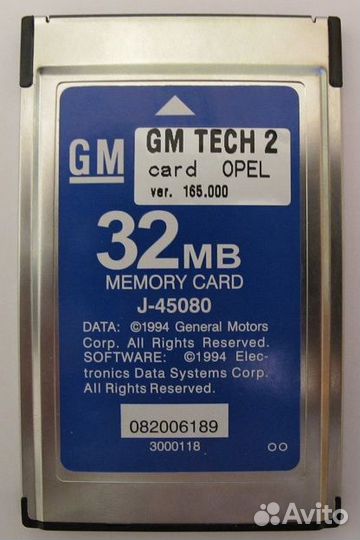 GM
GM TECH 2
card OPEL
ver. 165.000
32MB
MEMORY CARD
J-45080
DATA: ©1994 General Motors
Corp. All Rights Reserved.
SOFTWARE: ©1994 Elec-
tronics Data Systems Corp.
All Rights Reserved.
082006189
3000118
Avito